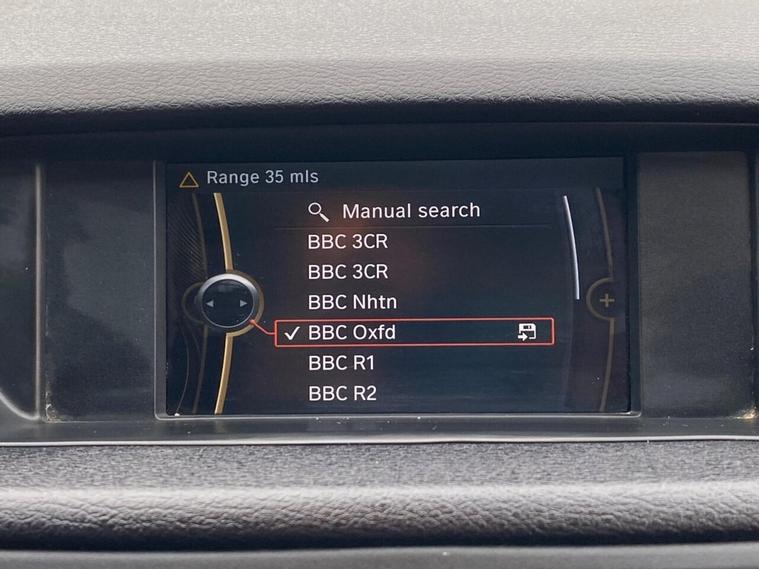 Range 35 mls
Manual search
BBC 3CR
BBC 3CR
BBC Nhtn
BBC Oxfd
BBC R1
BBC R2